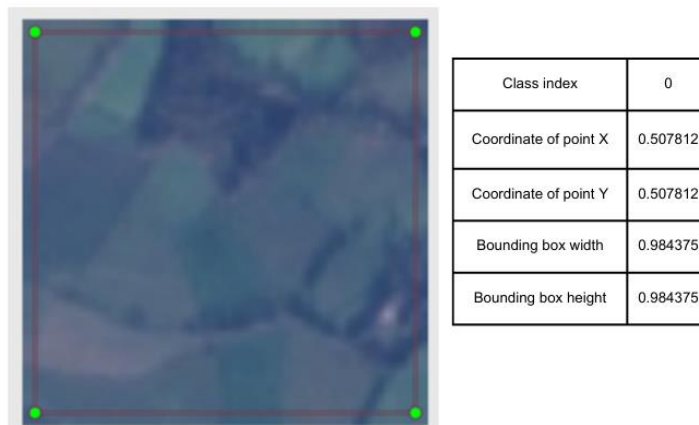 Class index 0
Coordinate of point X 0.507812
Coordinate of point Y 0.507812
Bounding box width 0.984375
Bounding box height 0.984375